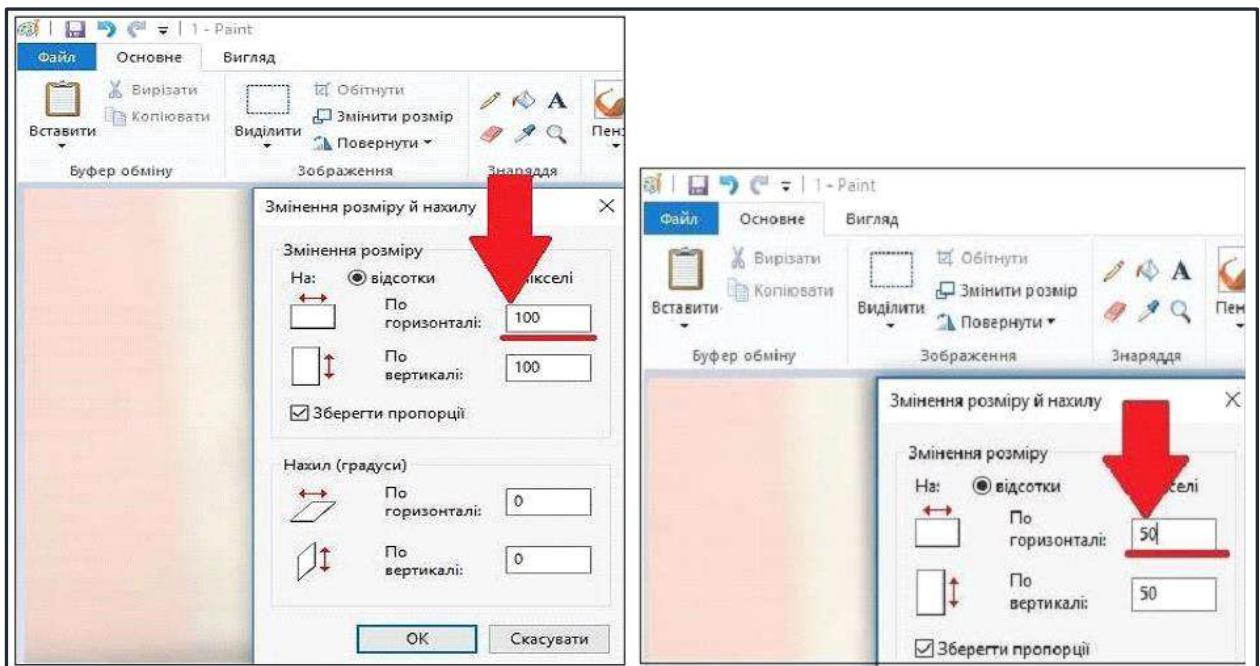 1 - Paint
Файл Основне Вигляд
Вирізати
Копіювати
Вставити
Обітнути
Змінити розмір
Повернути
Виділити
A
Буфер обміну Зображення Знаряддя
Змінення розміру й нахилу
Змінення розміру
На: відсотки
По
горизонталі: 100
По
вертикалі: 100
Зберегти пропорції
Нахил (градуси)
По
горизонталі: 0
По
вертикалі: 0
OK Скасувати
1 - Paint
Файл Основне Вигляд
Вирізати
Копіювати
Вставити
Обітнути
Змінити розмір
Повернути
Виділити
A
Буфер обміну Зображення Знаряддя
Змінення розміру й нахилу
Змінення розміру
На: відсотки
По
горизонталі: 50
По
вертикалі: 50
Зберегти пропорції